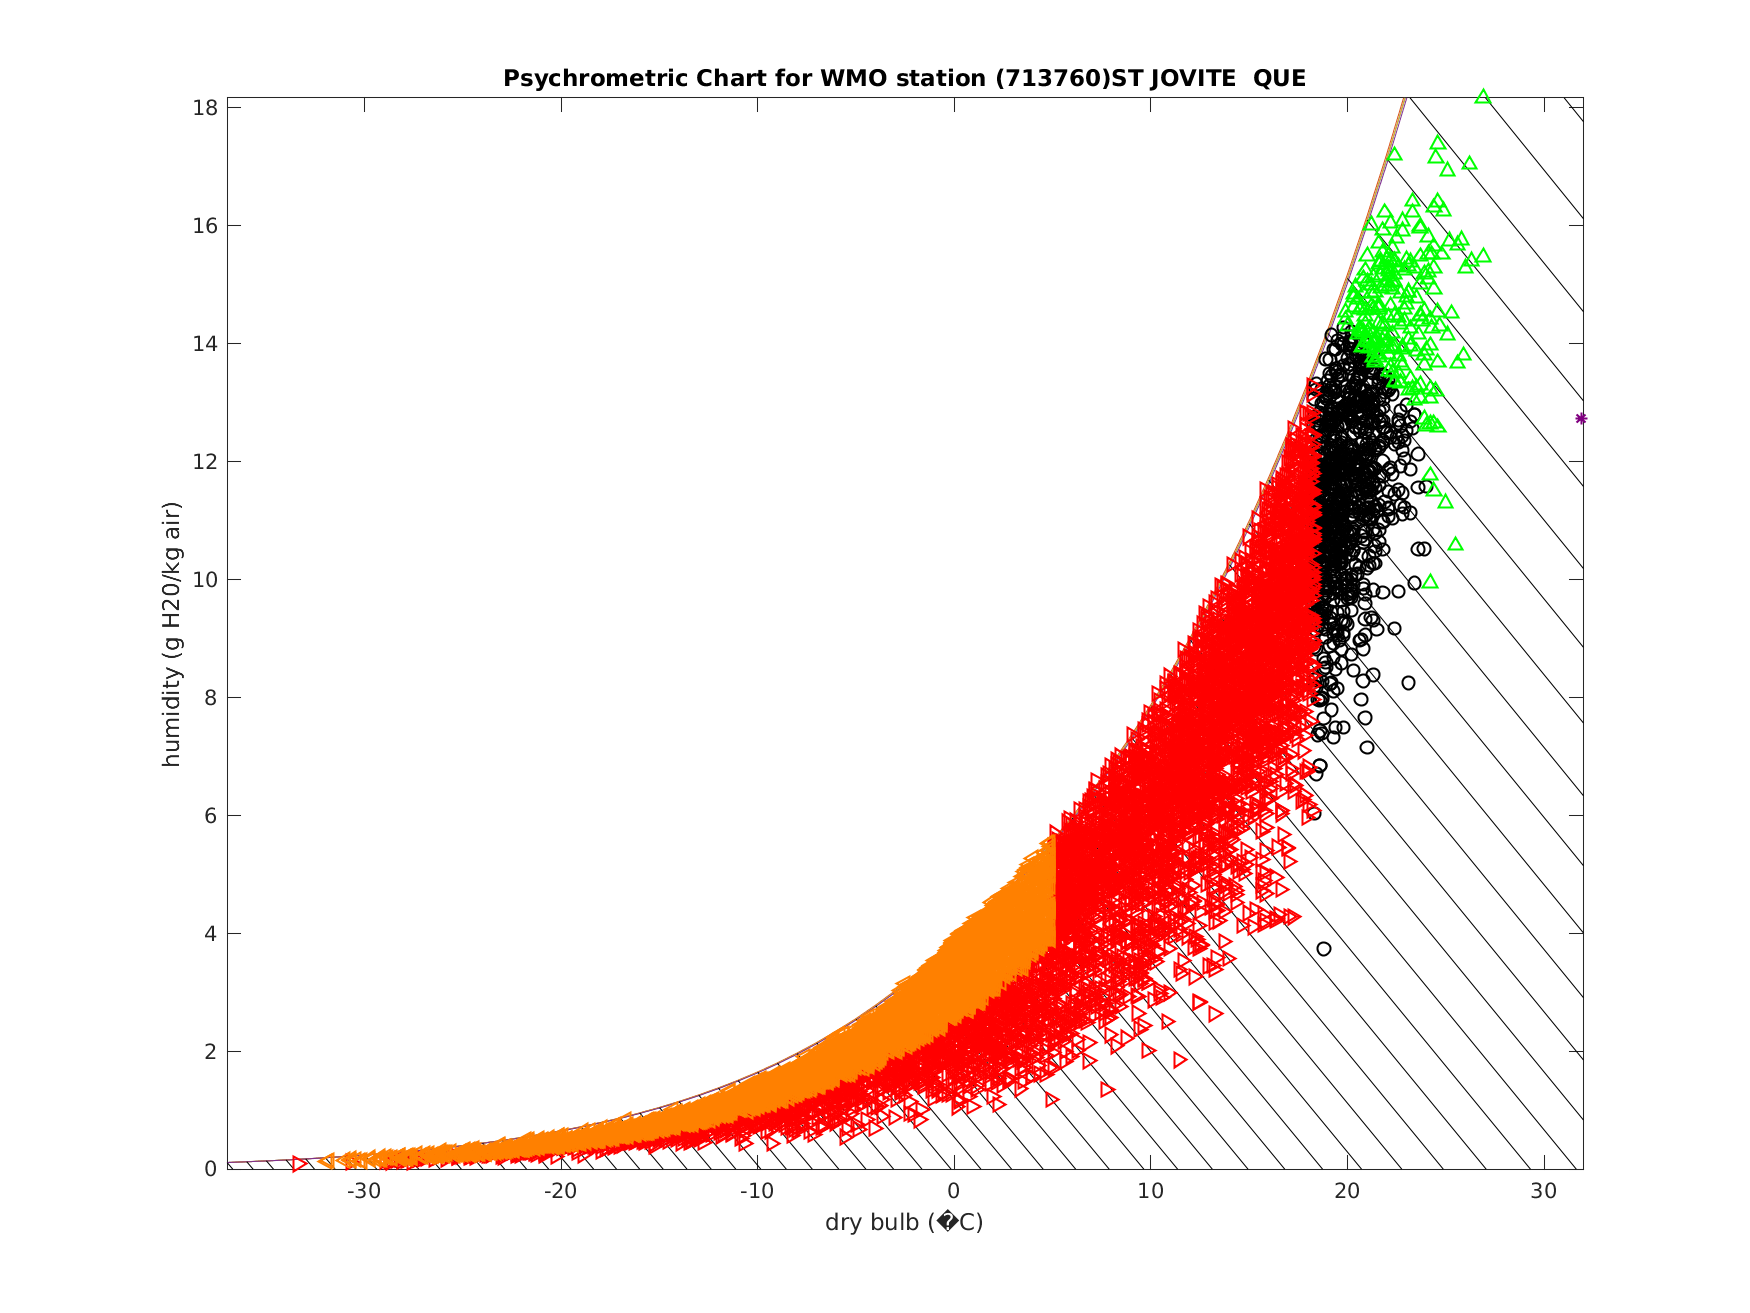 Psychrometric Chart for WMO station (713760)ST JOVITE  QUE
humidity (g H20/kg air)
18
16
14
12
10
8
6
4
2
0
-30 -20 -10 0 10 20 30
dry bulb (�C)